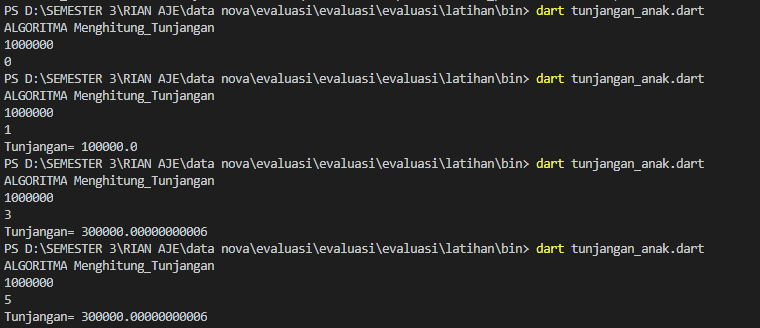 PS D:\SEMESTER 3\RIAN AJE\data nova\evaluasi\evaluasi\evaluasi\latihan\bin> dart tunjangan_anak.dart
ALGORITMA Menghitung_Tunjangan
1000000
0
PS D:\SEMESTER 3\RIAN AJE\data nova\evaluasi\evaluasi\evaluasi\latihan\bin> dart tunjangan_anak.dart
ALGORITMA Menghitung_Tunjangan
1000000
1
Tunjangan= 100000.0
PS D:\SEMESTER 3\RIAN AJE\data nova\evaluasi\evaluasi\evaluasi\latihan\bin> dart tunjangan_anak.dart
ALGORITMA Menghitung_Tunjangan
1000000
3
Tunjangan= 300000.00000000006
PS D:\SEMESTER 3\RIAN AJE\data nova\evaluasi\evaluasi\evaluasi\latihan\bin> dart tunjangan_anak.dart
ALGORITMA Menghitung_Tunjangan
1000000
5
Tunjangan= 300000.00000000006